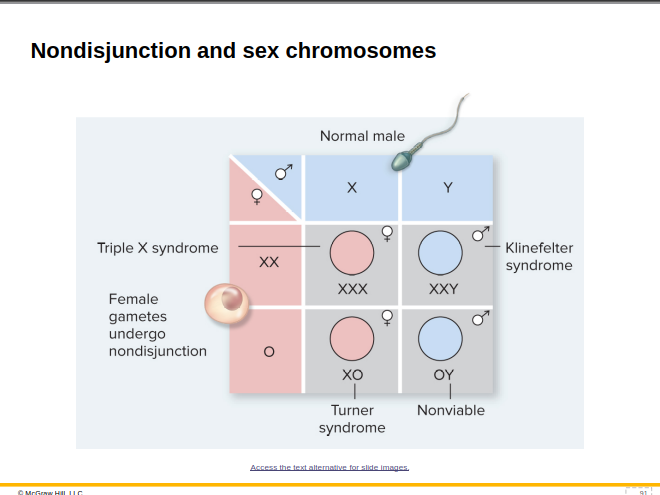 Nondisjunction and sex chromosomes
Normal male
X
Y
Triple X syndrome
XX
XXX
XXY
Klinefelter
syndrome
Female
gametes
undergo
nondisjunction
O
XO
OY
Turner
syndrome
Nonviable
Access the text alternative for slide images.
© McGraw Hill, LLC
91